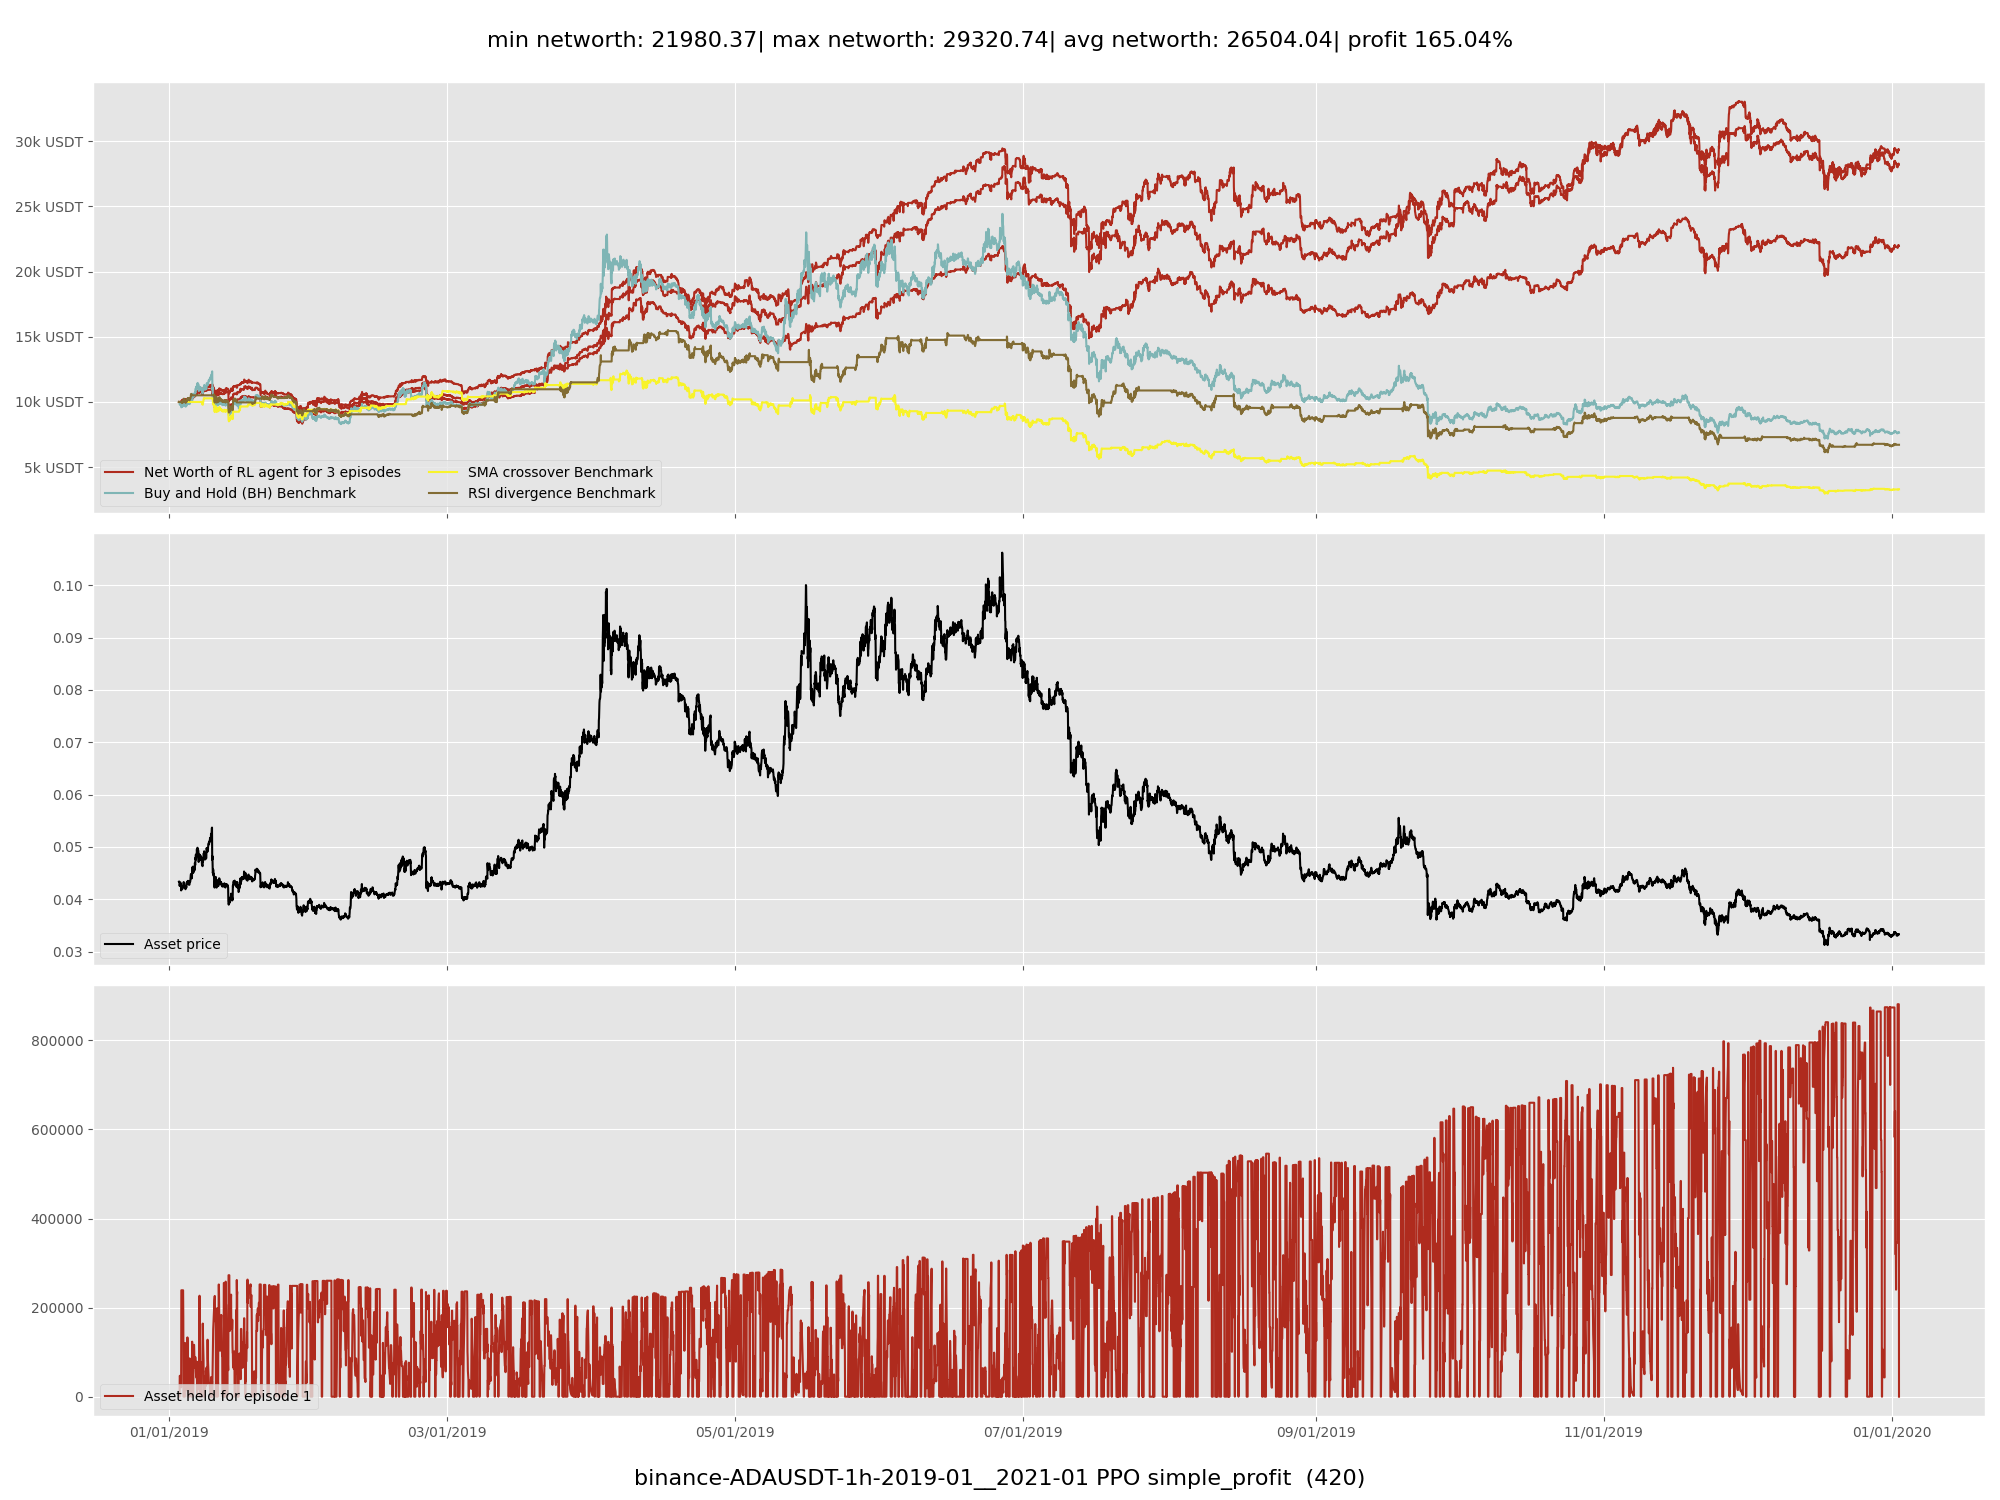 min networth: 21980.37| max networth: 29320.74| avg networth: 26504.04| profit 165.04%
30k USDT
25k USDT
20k USDT
15k USDT
10k USDT
5k USDT
Net Worth of RL agent for 3 episodes
Buy and Hold (BH) Benchmark
SMA crossover Benchmark
RSI divergence Benchmark
0.10
0.09
0.08
0.07
0.06
0.05
0.04
0.03
Asset price
800000
600000
400000
200000
0
Asset held for episode 1
01/01/2019 03/01/2019 05/01/2019 07/01/2019 09/01/2019 11/01/2019 01/01/2020
binance-ADAUSDT-1h-2019-01__2021-01 PPO simple_profit (420)